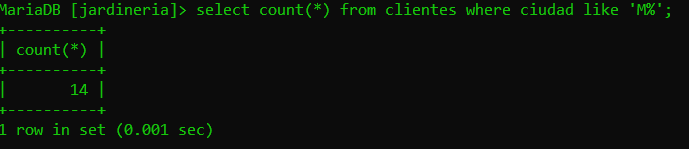 MariaDB [jardineria]> select count(*) from clientes where ciudad like 'M%';
+----------+
| count(*) |
+----------+
|       14 |
+----------+
1 row in set (0.001 sec)